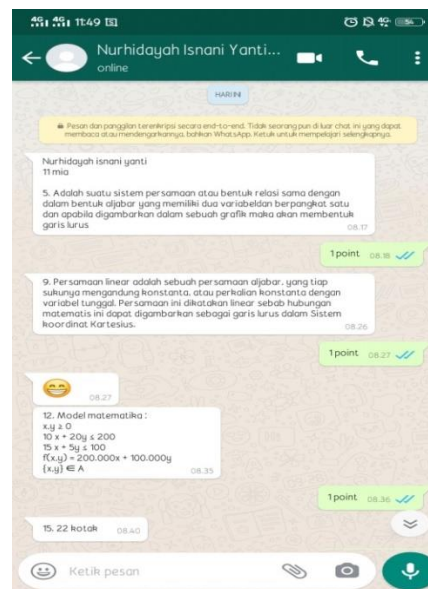 4G 4G 11:49
4G 54
Nurhidayah Isnani Yanti...
online
HARI INI
Pesan dan panggilan terenkripsi secara end-to-end. Tidak seorang pun di luar chat ini yang dapat
membaca atau mendengarkannya, bahkan WhatsApp. Ketuk untuk mempelajari selengkapnya.
Nurhidayah isnani yanti
11 mia
5. Adalah suatu sistem persamaan atau bentuk relasi sama dengan
dalam bentuk aljabar yang memiliki dua variabeldan berpangkat satu
dan apabila digambarkan dalam sebuah grafik maka akan membentuk
garis lurus
08.17
1 point 08.18
9. Persamaan linear adalah sebuah persamaan aljabar, yang tiap
sukunya mengandung konstanta, atau perkalian konstanta dengan
variabel tunggal. Persamaan ini dikatakan linear sebab hubungan
matematis ini dapat digambarkan sebagai garis lurus dalam Sistem
koordinat Kartesius.
08.26
1 point 08.27
08.27
12. Model matematika :
x,y ≥ 0
10 x + 20y ≤ 200
15 x + 5y ≤ 100
f(x,y) = 200.000x + 100.000y
{x,y} ∈ A
08.35
1 point 08.36
15. 22 kotak 08.40
Ketik pesan